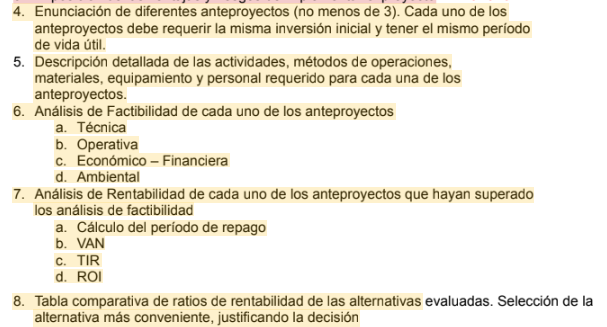 4. Enunciación de diferentes anteproyectos (no menos de 3). Cada uno de los
anteproyectos debe requerir la misma inversión inicial y tener el mismo período
de vida útil.
5. Descripción detallada de las actividades, métodos de operaciones,
materiales, equipamiento y personal requerido para cada una de los
anteproyectos.
6. Análisis de Factibilidad de cada uno de los anteproyectos
a. Técnica
b. Operativa
c. Económico – Financiera
d. Ambiental
7. Análisis de Rentabilidad de cada uno de los anteproyectos que hayan superado
los análisis de factibilidad
a. Cálculo del período de repago
b. VAN
c. TIR
d. ROI
8. Tabla comparativa de ratios de rentabilidad de las alternativas evaluadas. Selección de la
alternativa más conveniente, justificando la decisión